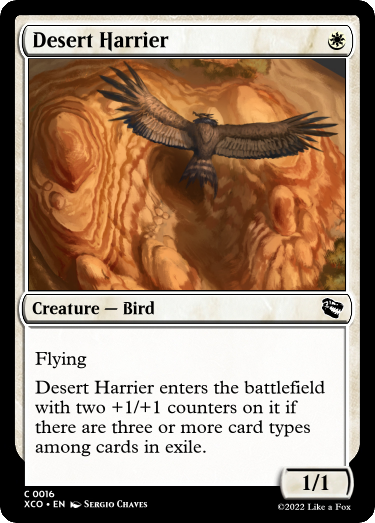 Desert Harrier
Creature — Bird
Flying
Desert Harrier enters the battlefield
with two +1/+1 counters on it if
there are three or more card types
among cards in exile.
1/1
C 0016
XCO • EN Sergio Chaves
©2022 Like a Fox